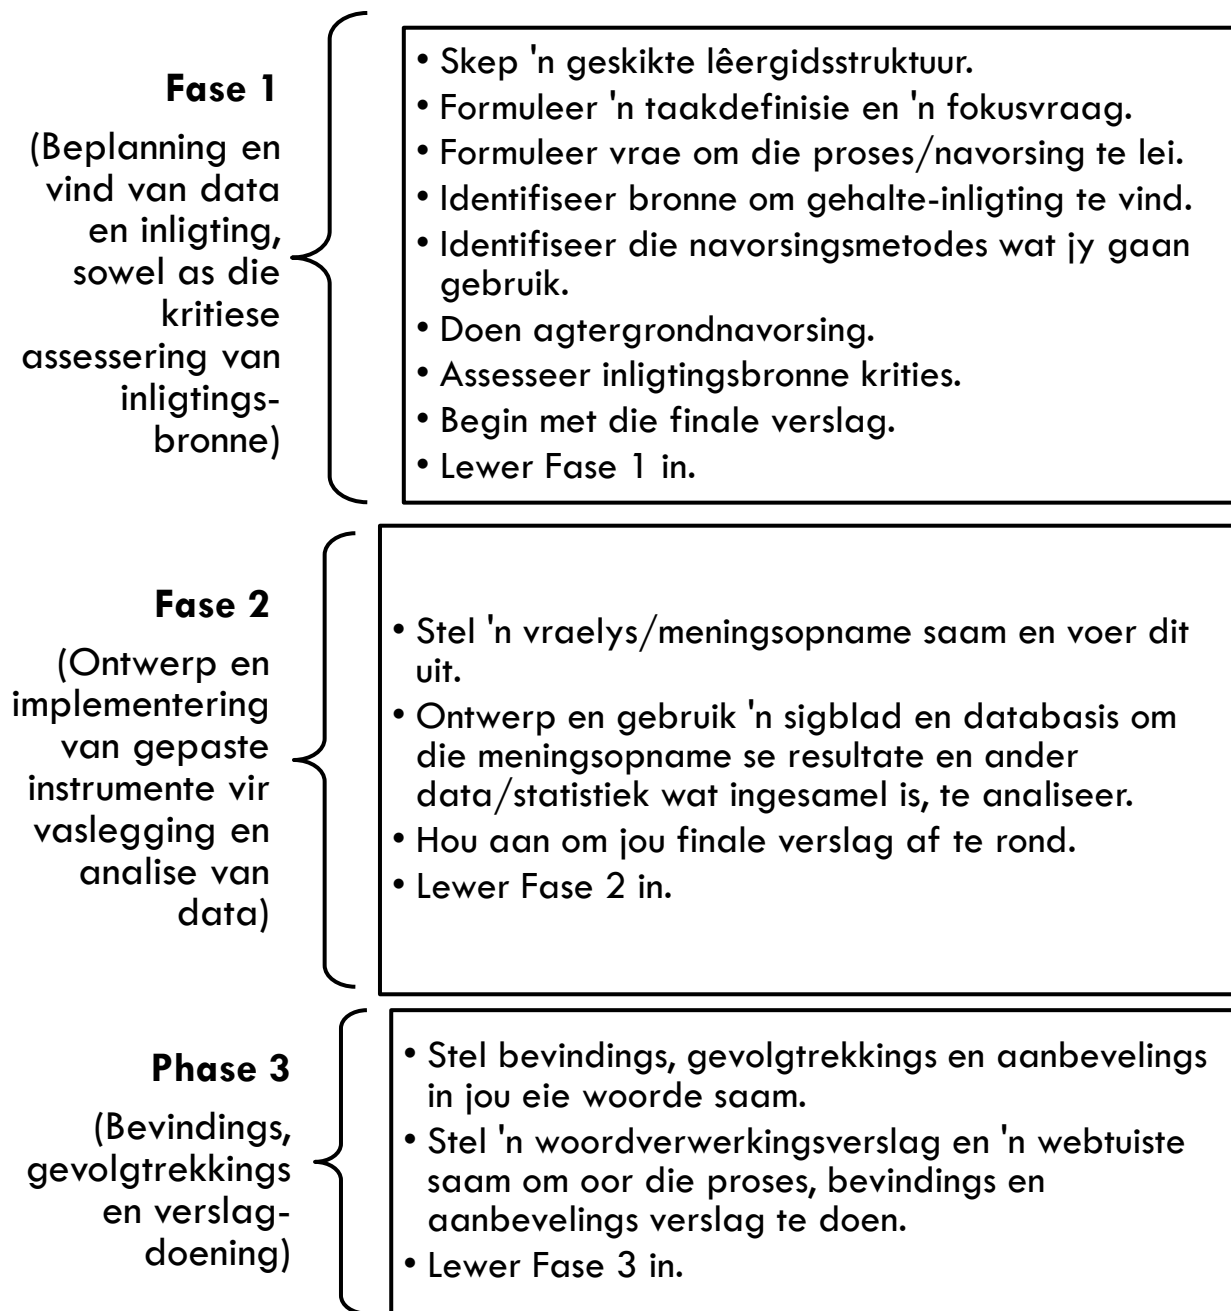 Fase 1
(Beplanning en
vind van data
en inligting,
sowel as die
kritiese
assessering van
inligtings-
bronne)
• Skep 'n geskikte lêergidsstruktuur.
• Formuleer 'n taakdefinisie en 'n fokusvraag.
• Formuleer vrae om die proses/navorsing te lei.
• Identifiseer bronne om gehalte-inligting te vind.
• Identifiseer die navorsingsmetodes wat jy gaan
gebruik.
• Doen agtergrondnavorsing.
• Assesseer inligtingsbronne krities.
• Begin met die finale verslag.
• Lewer Fase 1 in.
Fase 2
(Ontwerp en
implementering
van gepaste
instrumente vir
vaslegging en
analise van
data)
• Stel 'n vraelys/meningsopname saam en voer dit
uit.
• Ontwerp en gebruik 'n sigblad en databasis om
die meningsopname se resultate en ander
data/statistiek wat ingesamel is, te analiseer.
• Hou aan om jou finale verslag af te rond.
• Lewer Fase 2 in.
Phase 3
(Bevindings,
gevolgtrekkings
en verslag-
doening)
• Stel bevindings, gevolgtrekkings en aanbevelings
in jou eie woorde saam.
• Stel 'n woordverwerkingsverslag en 'n webtuiste
saam om oor die proses, bevindings en
aanbevelings verslag te doen.
• Lewer Fase 3 in.